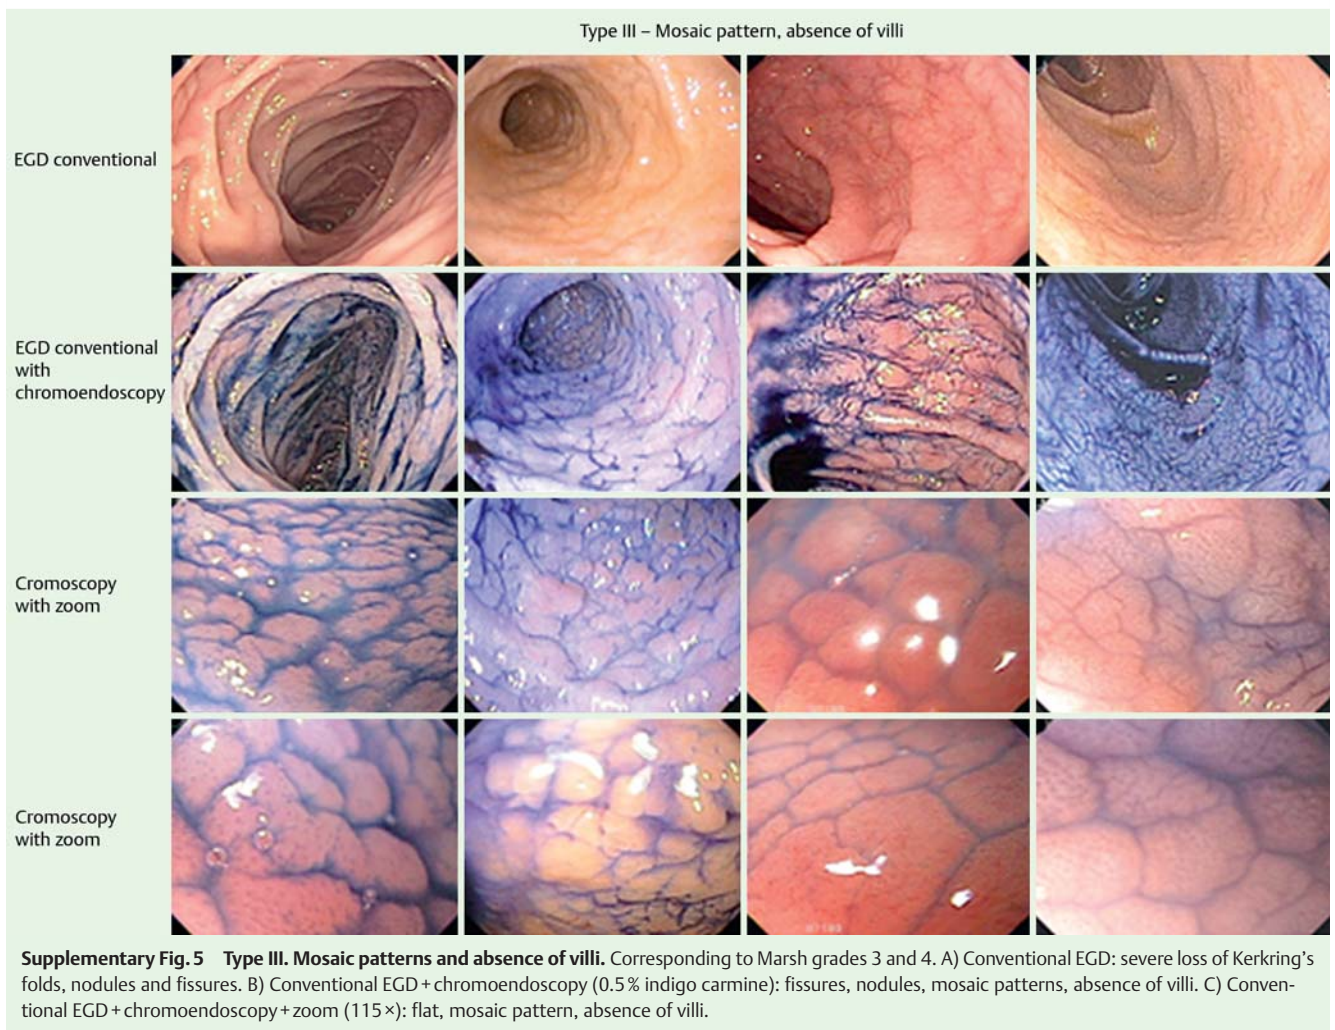 Type III – Mosaic pattern, absence of villi
EGD conventional
EGD conventional
with
chromoendoscopy
Cromoscopy
with zoom
Cromoscopy
with zoom
Supplementary Fig. 5 Type III. Mosaic patterns and absence of villi. Corresponding to Marsh grades 3 and 4. A) Conventional EGD: severe loss of Kerkring’s
folds, nodules and fissures. B) Conventional EGD + chromoendoscopy (0.5 % indigo carmine): fissures, nodules, mosaic patterns, absence of villi. C) Conven-
tional EGD + chromoendoscopy + zoom (115 ×): flat, mosaic pattern, absence of villi.